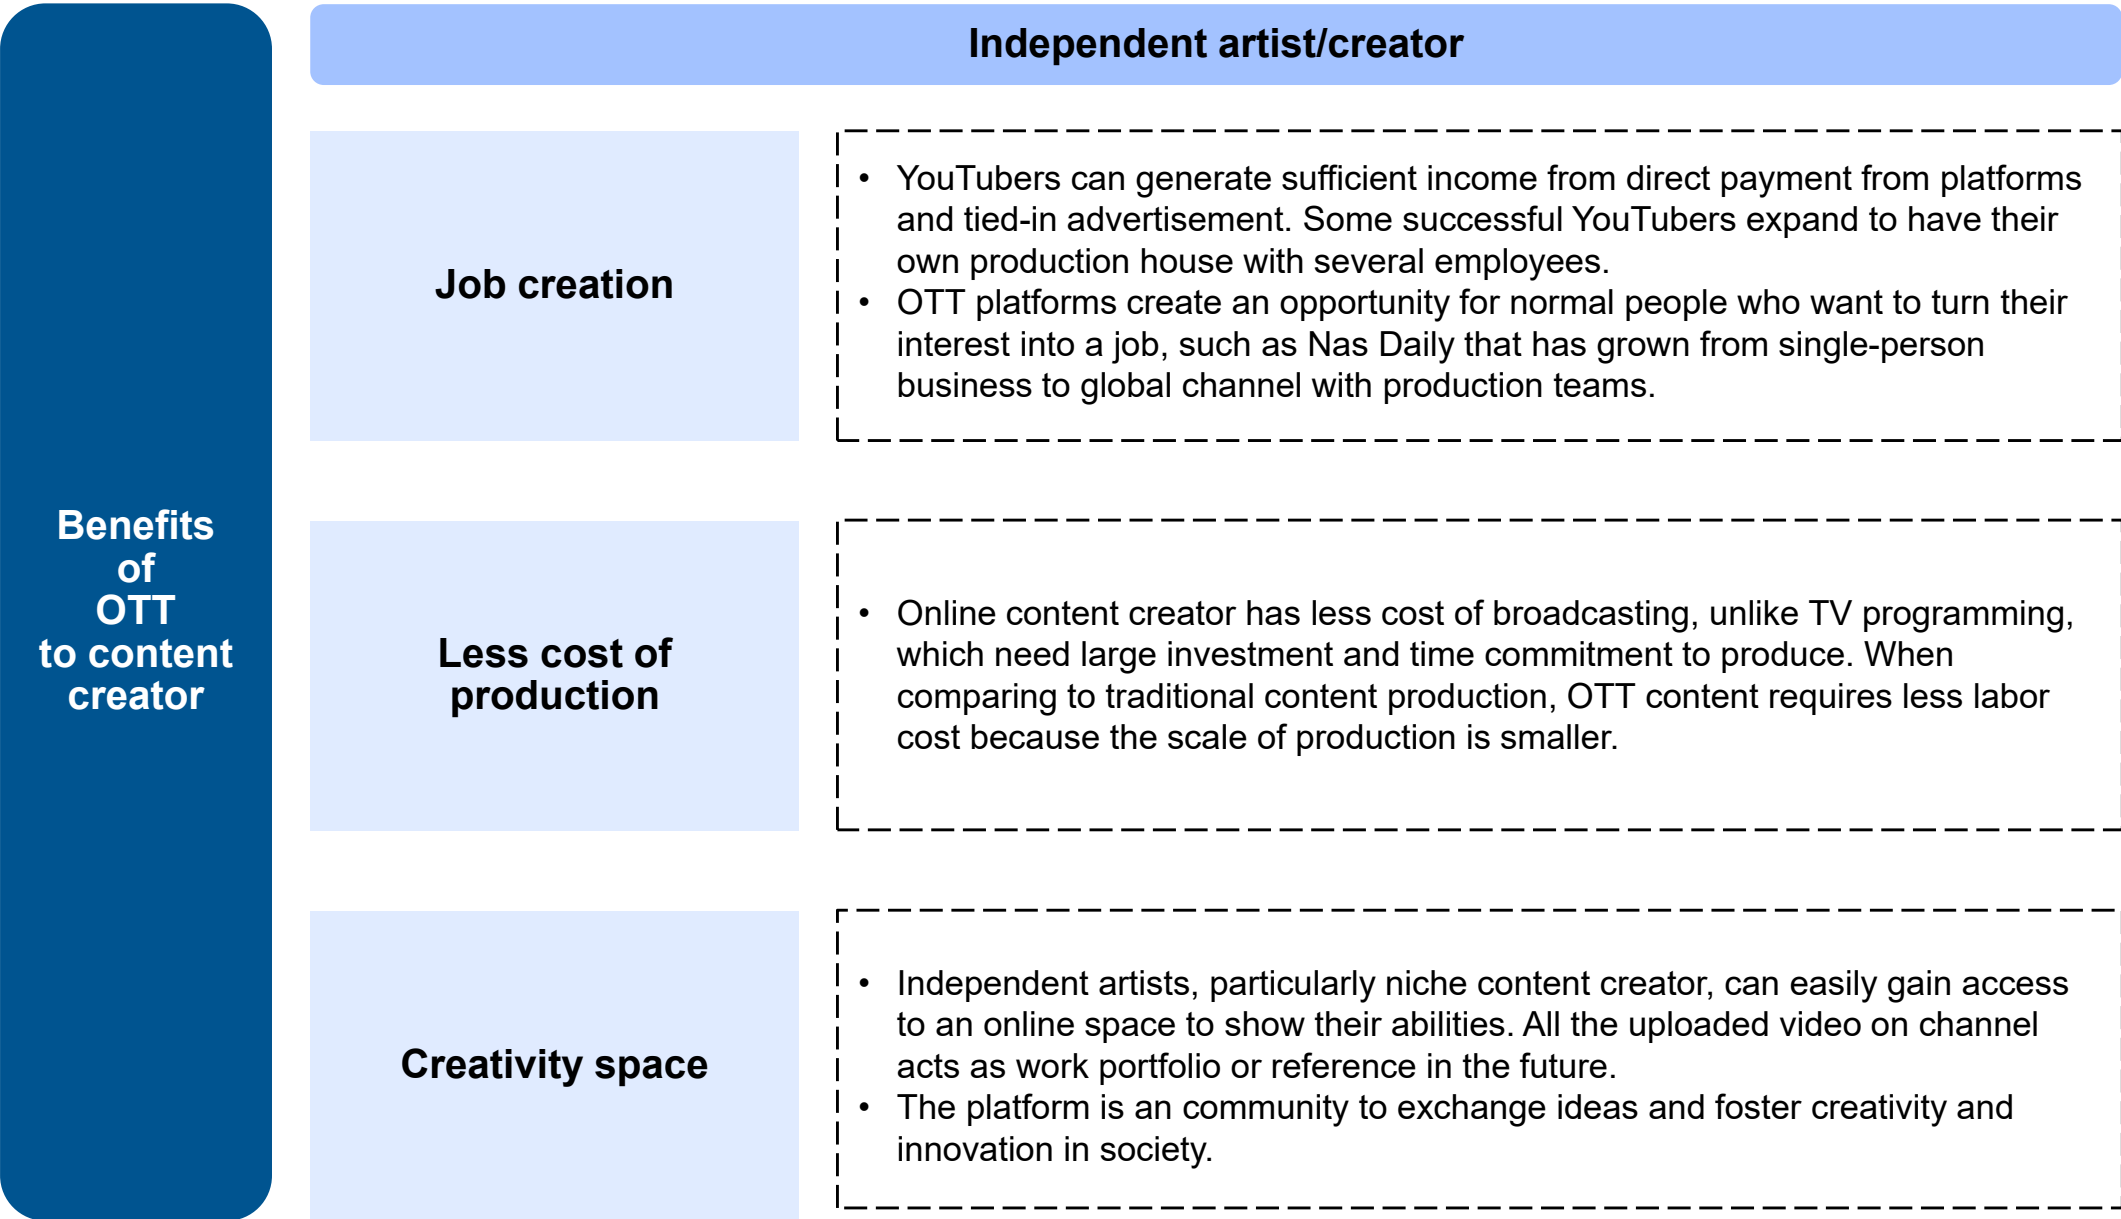 Benefits
of
OTT
to content
creator
Independent artist/creator
Job creation
• YouTubers can generate sufficient income from direct payment from platforms
and tied-in advertisement. Some successful YouTubers expand to have their
own production house with several employees.
• OTT platforms create an opportunity for normal people who want to turn their
interest into a job, such as Nas Daily that has grown from single-person
business to global channel with production teams.
Less cost of
production
• Online content creator has less cost of broadcasting, unlike TV programming,
which need large investment and time commitment to produce. When
comparing to traditional content production, OTT content requires less labor
cost because the scale of production is smaller.
Creativity space
• Independent artists, particularly niche content creator, can easily gain access
to an online space to show their abilities. All the uploaded video on channel
acts as work portfolio or reference in the future.
• The platform is an community to exchange ideas and foster creativity and
innovation in society.